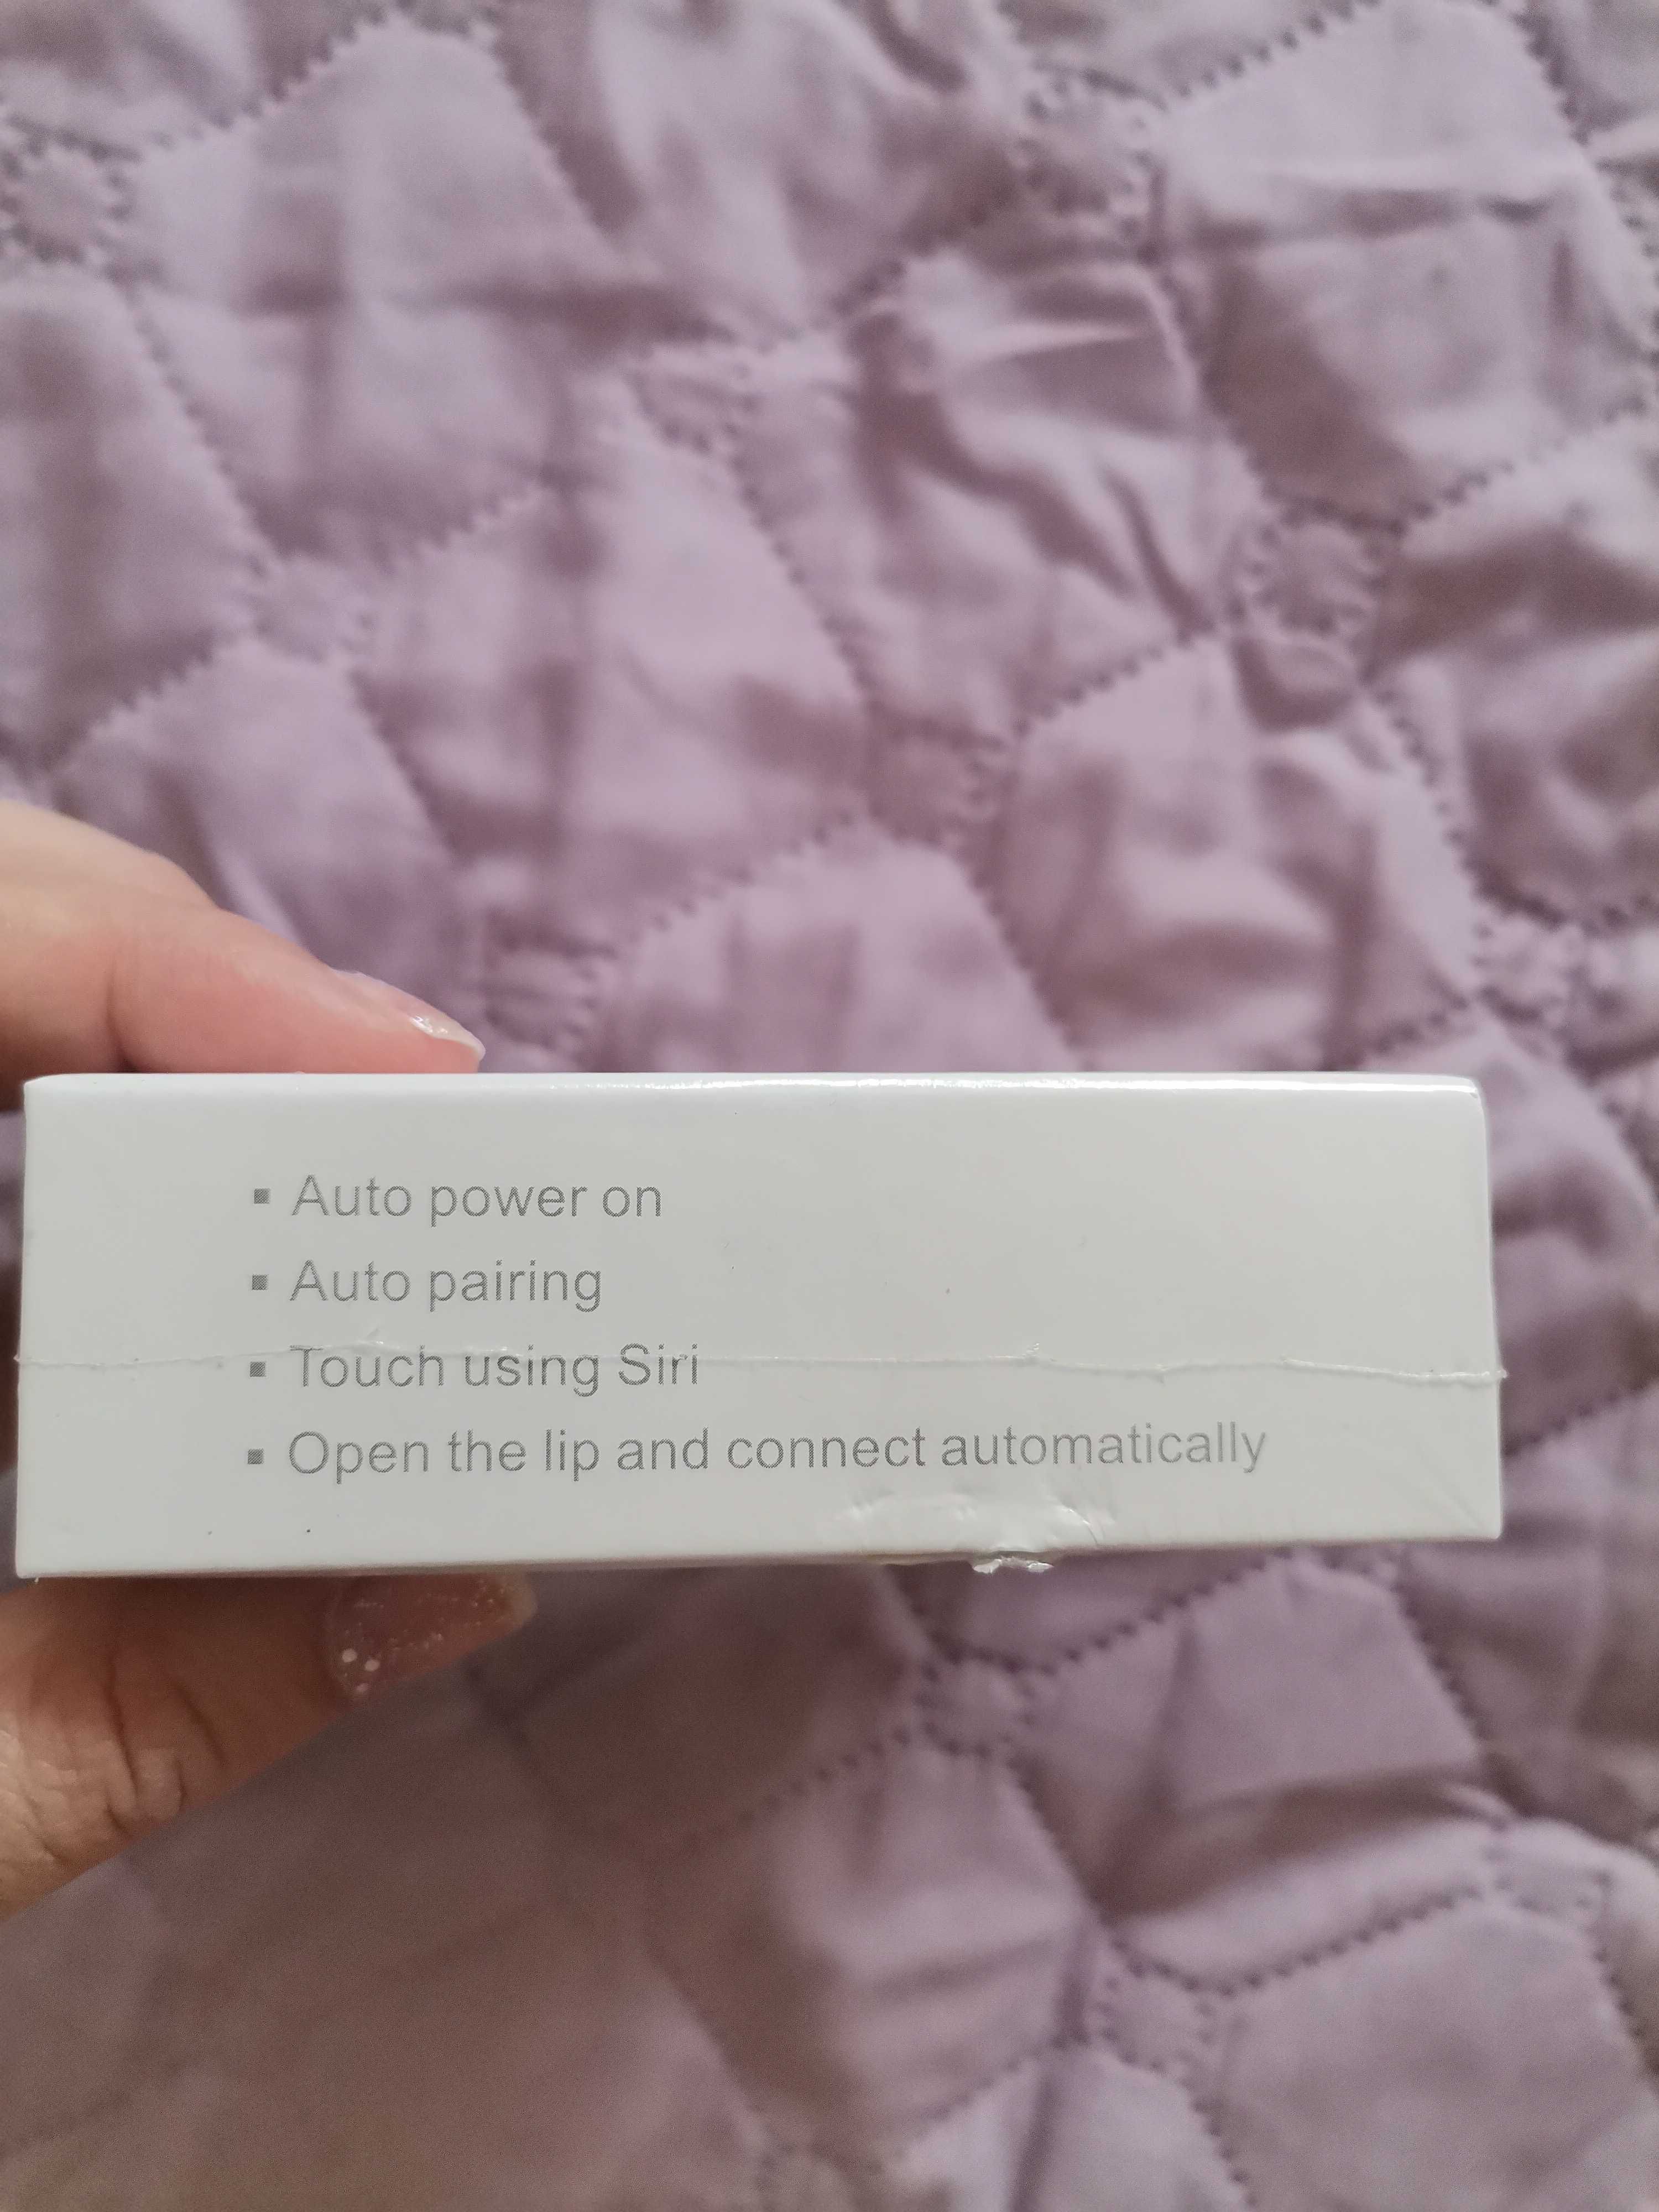 ▪ Auto power on
▪ Auto pairing
▪ Touch using Siri
▪ Open the lip and connect automatically